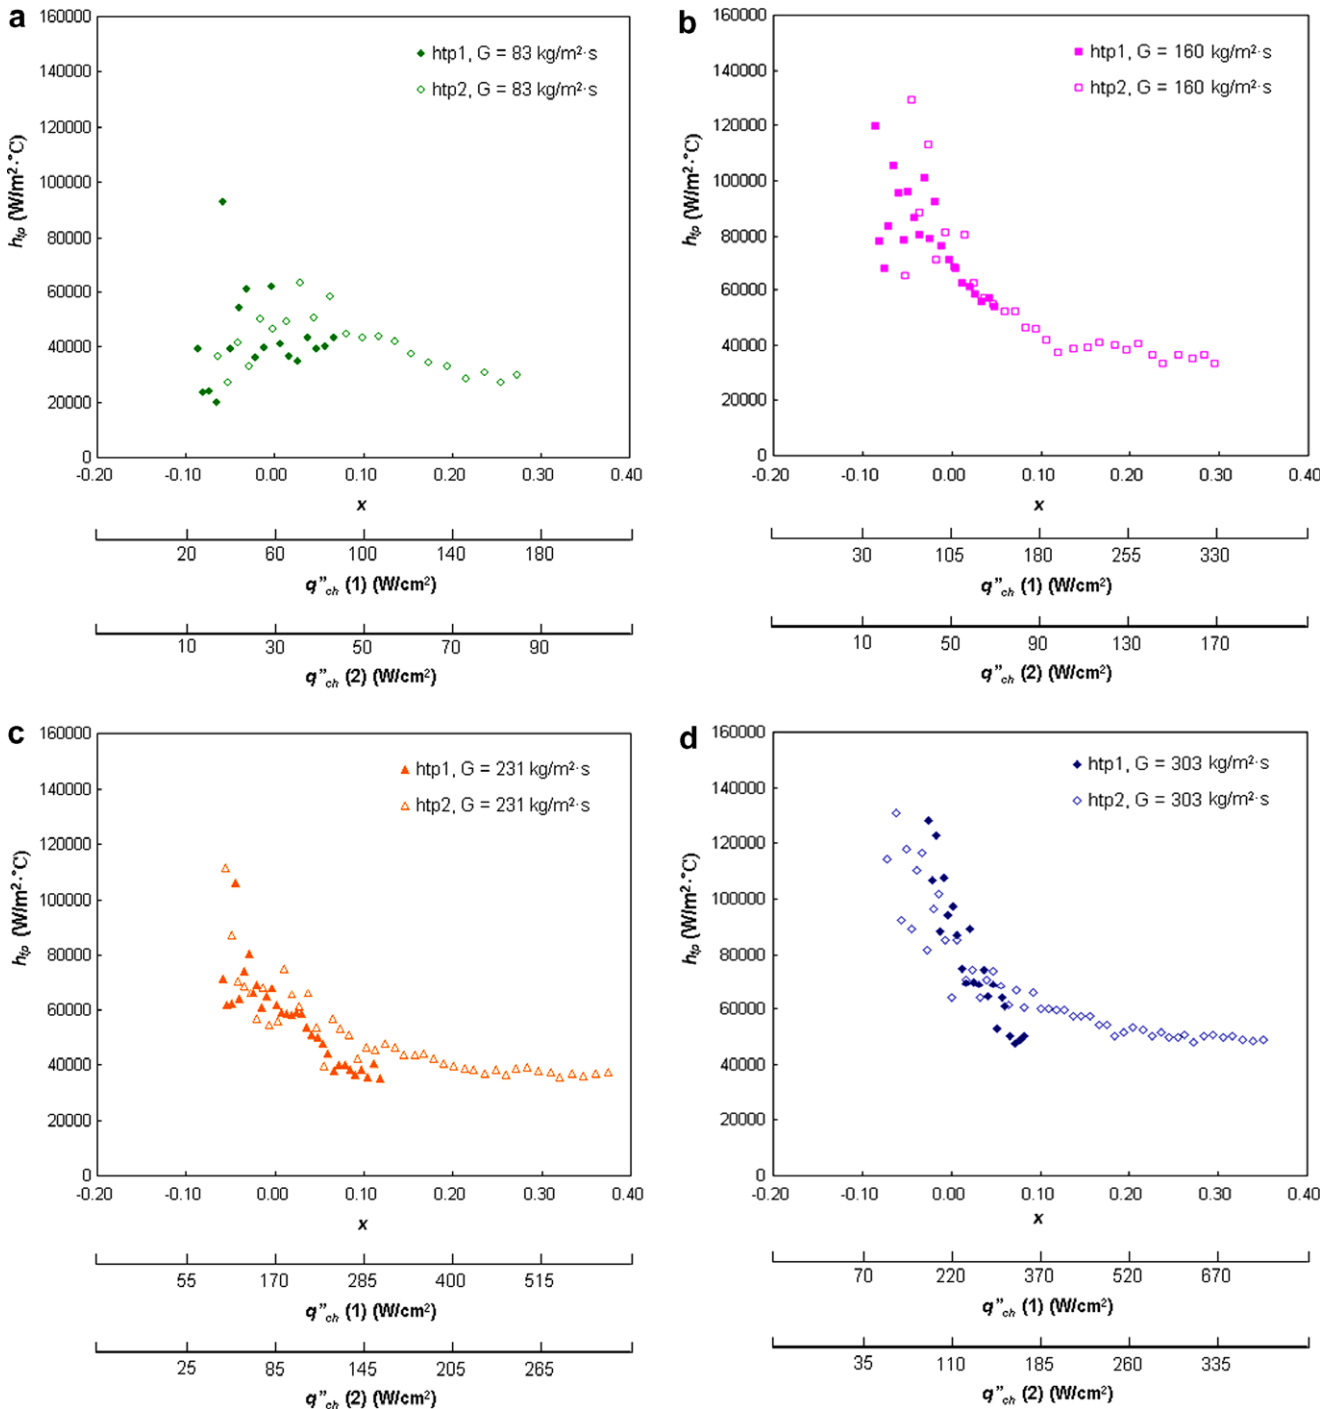 a
160000
140000
120000
100000
80000
60000
40000
20000
0
h_tp (W/m²·°C)
htp1, G = 83 kg/m²·s
htp2, G = 83 kg/m²·s
-0.20 -0.10 0.00 0.10 0.20 0.30 0.40
x
20 60 100 140 180
q"ch (1) (W/cm²)
10 30 50 70 90
q"ch (2) (W/cm²)
b
160000
140000
120000
100000
80000
60000
40000
20000
0
h_tp (W/m²·°C)
htp1, G = 160 kg/m²·s
htp2, G = 160 kg/m²·s
-0.20 -0.10 0.00 0.10 0.20 0.30 0.40
x
30 105 180 255 330
q"ch (1) (W/cm²)
10 50 90 130 170
q"ch (2) (W/cm²)
c
160000
140000
120000
100000
80000
60000
40000
20000
0
h_tp (W/m²·°C)
htp1, G = 231 kg/m²·s
htp2, G = 231 kg/m²·s
-0.20 -0.10 0.00 0.10 0.20 0.30 0.40
x
55 170 285 400 515
q"ch (1) (W/cm²)
25 85 145 205 265
q"ch (2) (W/cm²)
d
160000
140000
120000
100000
80000
60000
40000
20000
0
h_tp (W/m²·°C)
htp1, G = 303 kg/m²·s
htp2, G = 303 kg/m²·s
-0.20 -0.10 0.00 0.10 0.20 0.30 0.40
x
70 220 370 520 670
q"ch (1) (W/cm²)
35 110 185 260 335
q"ch (2) (W/cm²)